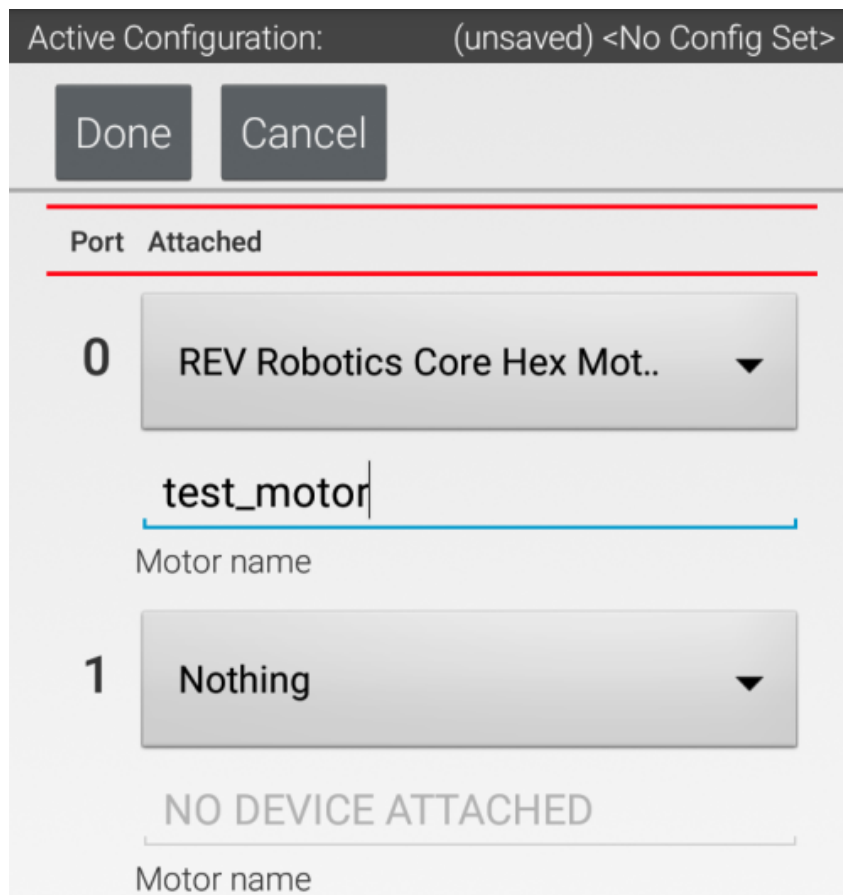 Active Configuration: (unsaved) <No Config Set>
Done Cancel
Port Attached
0 REV Robotics Core Hex Mot..
test_motor
Motor name
1 Nothing
NO DEVICE ATTACHED
Motor name